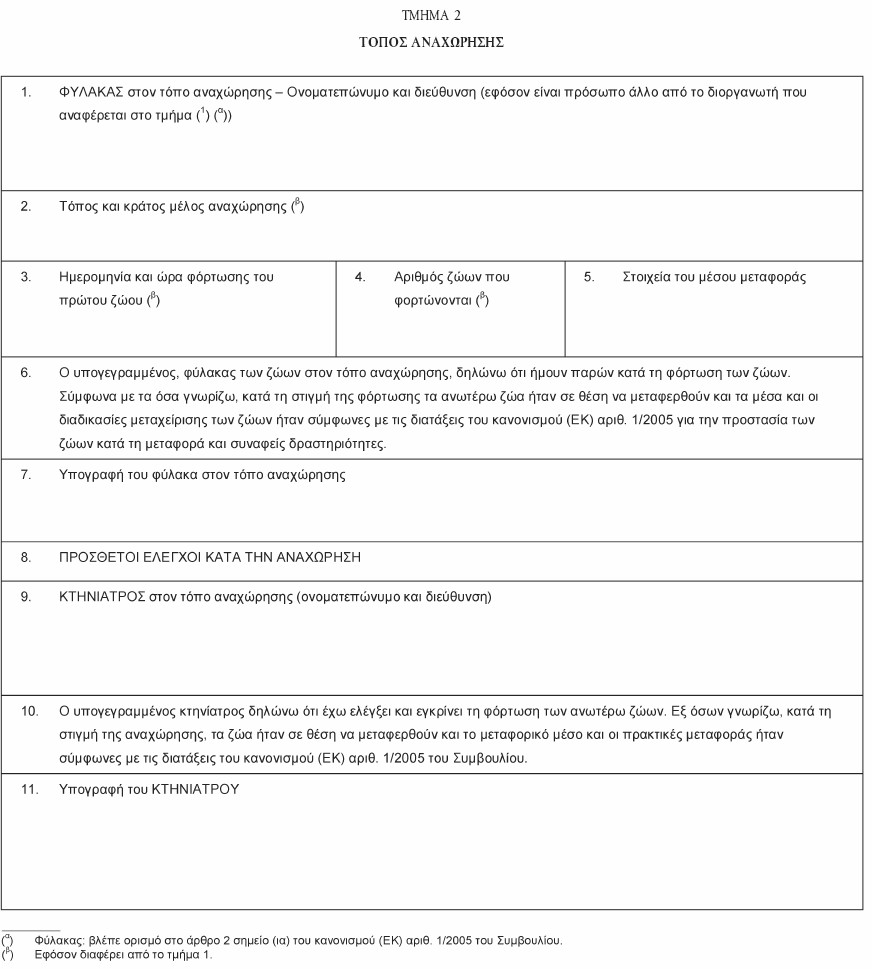 ΤΜΗΜΑ 2
ΤΟΠΟΣ ΑΝΑΧΩΡΗΣΗΣ
1. ΦΥΛΑΚΑΣ στον τόπο αναχώρησης – Ονοματεπώνυμο και διεύθυνση (εφόσον είναι πρόσωπο άλλο από το διοργανωτή που
αναφέρεται στο τμήμα (1) (α))
2. Τόπος και κράτος μέλος αναχώρησης (β)
3. Ημερομηνία και ώρα φόρτωσης του
πρώτου ζώου (β)
4. Αριθμός ζώων που
φορτώνονται (β)
5. Στοιχεία του μέσου μεταφοράς
6. Ο υπογεγραμμένος, φύλακας των ζώων στον τόπο αναχώρησης, δηλώνω ότι ήμουν παρών κατά τη φόρτωση των ζώων.
Σύμφωνα με τα όσα γνωρίζω, κατά τη στιγμή της φόρτωσης τα ανωτέρω ζώα ήταν σε θέση να μεταφερθούν και τα μέσα και οι
διαδικασίες μεταχείρισης των ζώων ήταν σύμφωνες με τις διατάξεις του κανονισμού (ΕΚ) αριθ. 1/2005 για την προστασία των
ζώων κατά τη μεταφορά και συναφείς δραστηριότητες.
7. Υπογραφή του φύλακα στον τόπο αναχώρησης
8. ΠΡΟΣΘΕΤΟΙ ΕΛΕΓΧΟΙ ΚΑΤΑ ΤΗΝ ΑΝΑΧΩΡΗΣΗ
9. ΚΤΗΝΙΑΤΡΟΣ στον τόπο αναχώρησης (ονοματεπώνυμο και διεύθυνση)
10. Ο υπογεγραμμένος κτηνίατρος δηλώνω ότι έχω ελέγξει και εγκρίνει τη φόρτωση των ανωτέρω ζώων. Εξ όσων γνωρίζω, κατά τη
στιγμή της αναχώρησης, τα ζώα ήταν σε θέση να μεταφερθούν και το μεταφορικό μέσο και οι πρακτικές μεταφοράς ήταν
σύμφωνες με τις διατάξεις του κανονισμού (ΕΚ) αριθ. 1/2005 του Συμβουλίου.
11. Υπογραφή του ΚΤΗΝΙΑΤΡΟΥ
(α) Φύλακας: βλέπε ορισμό στο άρθρο 2 σημείο (ια) του κανονισμού (ΕΚ) αριθ. 1/2005 του Συμβουλίου.
(β) Εφόσον διαφέρει από το τμήμα 1.